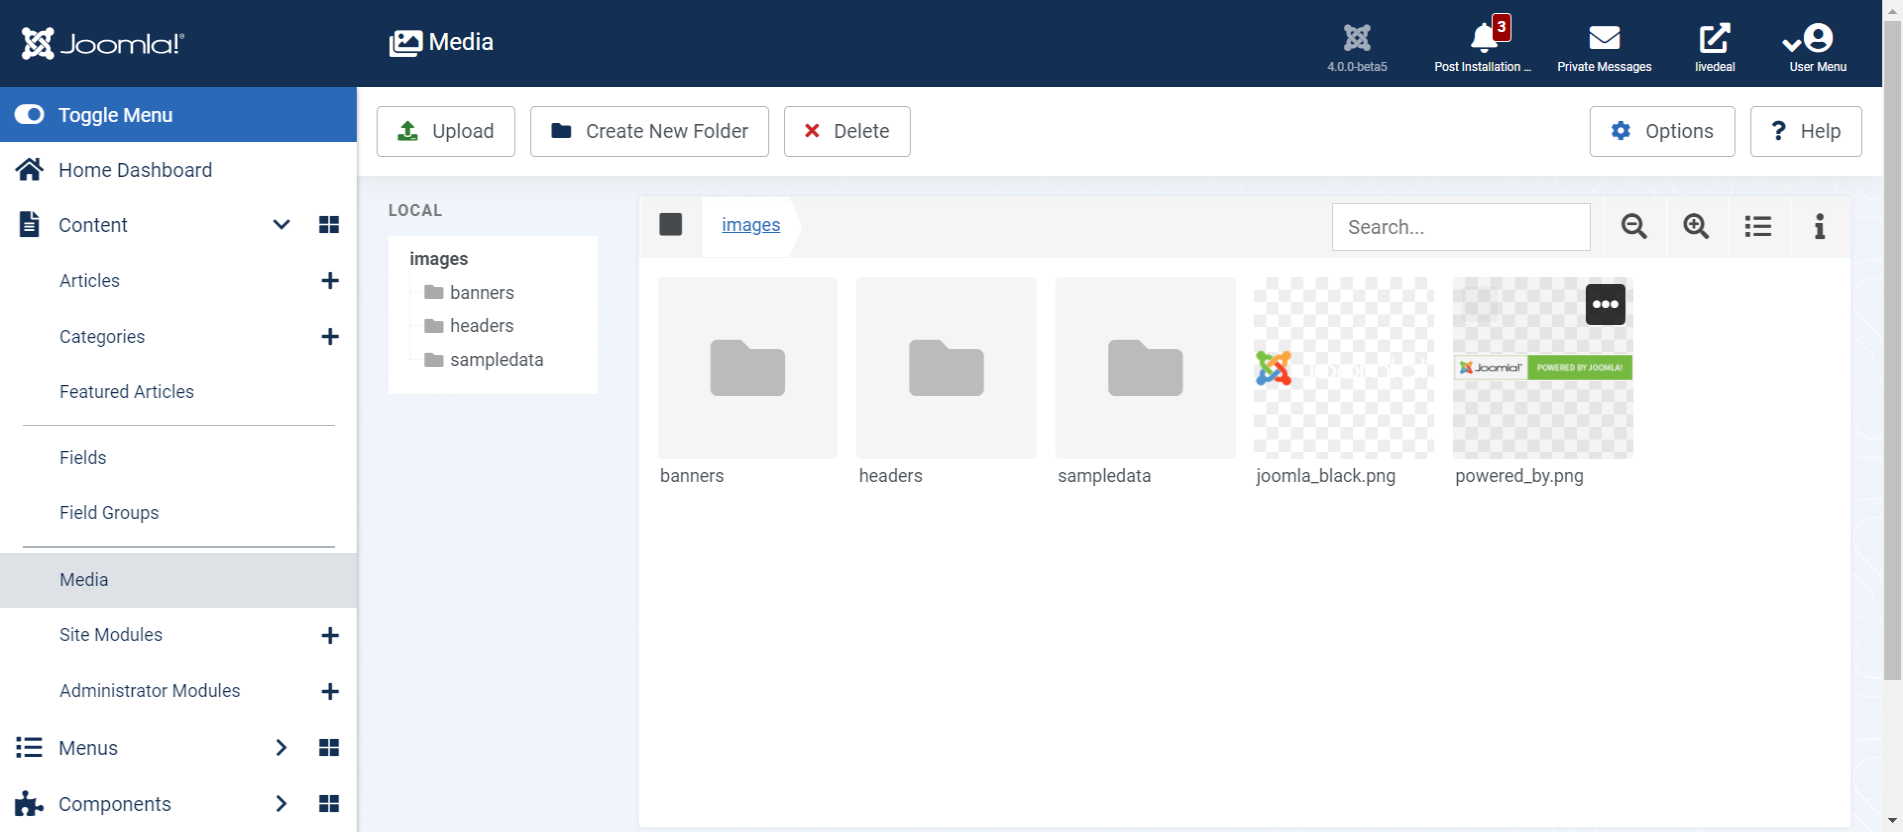 Joomla!®
Media
4.0.0-beta5
3
Post Installation ...
Private Messages
livedeal
User Menu
Toggle Menu
Upload
Create New Folder
Delete
Options
? Help
Home Dashboard
Content
Articles
Categories
Featured Articles
Fields
Field Groups
Media
Site Modules
Administrator Modules
Menus
Components
LOCAL
images
banners
headers
sampledata
images
Search...
Joomla!
POWERED BY JOOMLA!
banners
headers
sampledata
joomla_black.png
powered_by.png